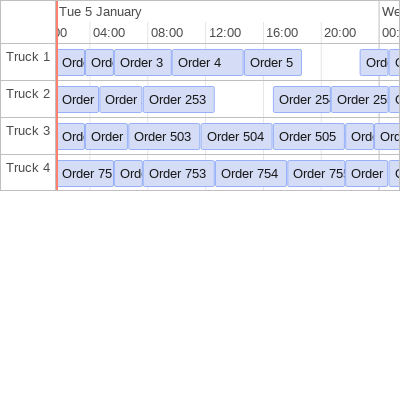 Tue 5 January We
00 04:00 08:00 12:00 16:00 20:00 00:
Truck 1 Ord Ord Order 3 Order 4 Order 5 Ord
Truck 2 Order Order Order 253 Order 25 Order 25
Truck 3 Ord Order Order 503 Order 504 Order 505 Ord Ord
Truck 4 Order 75 Ord Order 753 Order 754 Order 75 Order